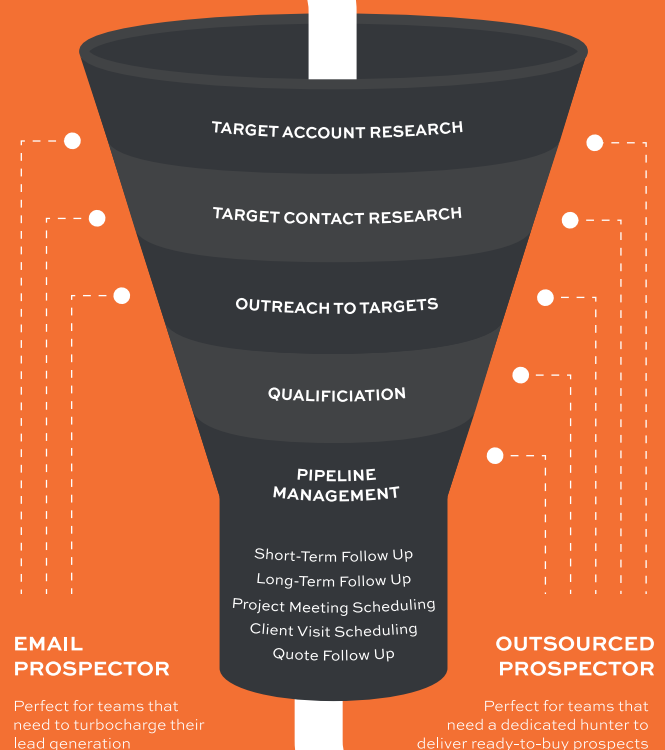 TARGET ACCOUNT RESEARCH
TARGET CONTACT RESEARCH
OUTREACH TO TARGETS
QUALIFICIATION
PIPELINE
MANAGEMENT
Short-Term Follow Up
Long-Term Follow Up
Project Meeting Scheduling
Client Visit Scheduling
Quote Follow Up
EMAIL
PROSPECTOR
Perfect for teams that
need to turbocharge their
lead generation
OUTSOURCED
PROSPECTOR
Perfect for teams that
need a dedicated hunter to
deliver ready-to-buy prospects